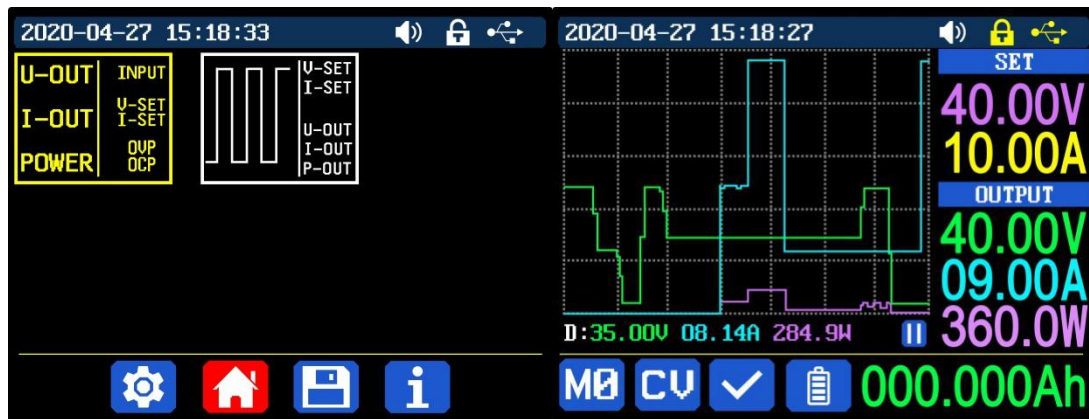 2020-04-27 15:18:33
U-OUT INPUT
I-OUT V-SET
I-SET
POWER OVP
OCP
V-SET
I-SET
U-OUT
I-OUT
P-OUT
i
2020-04-27 15:18:27
SET
40.00V
10.00A
OUTPUT
40.00V
09.00A
360.0W
D:35.00V 08.14A 284.9W
M0 CV 000.000Ah